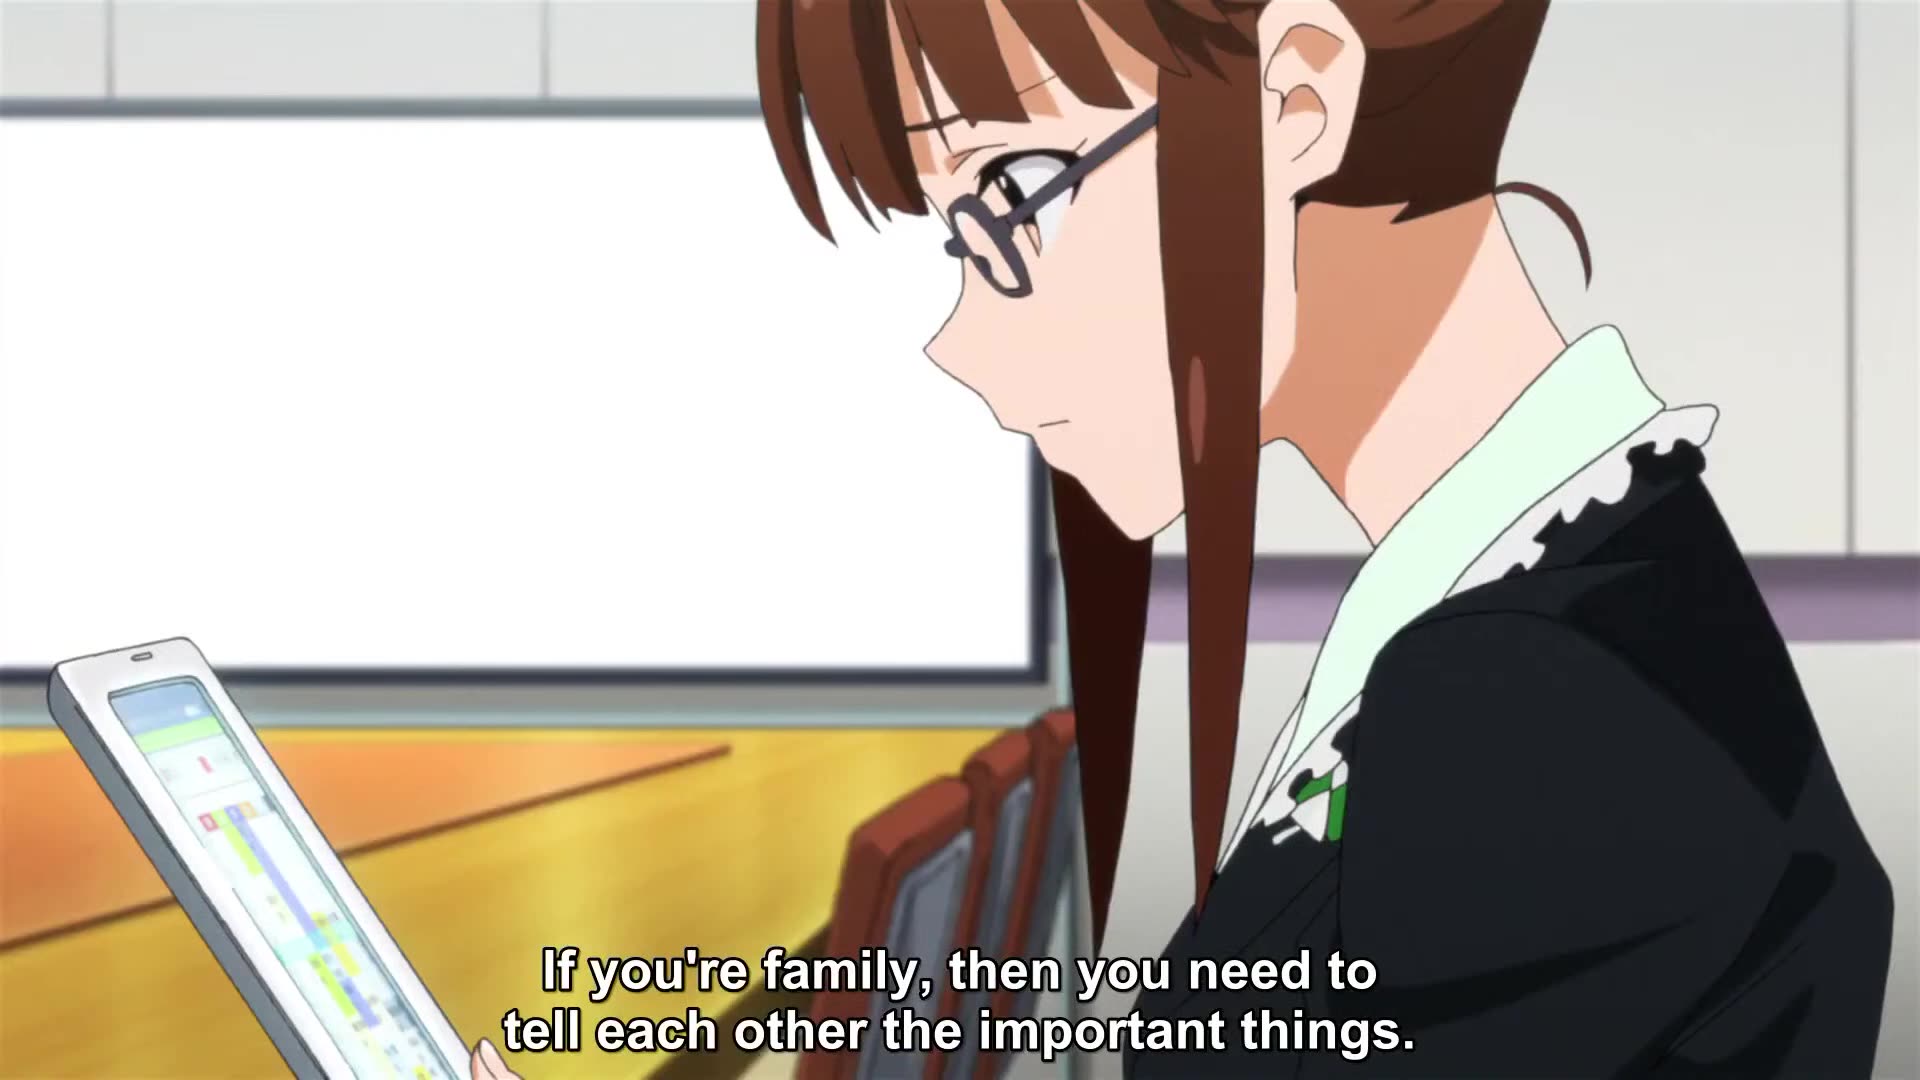 If you're family, then you need to
tell each other the important things.